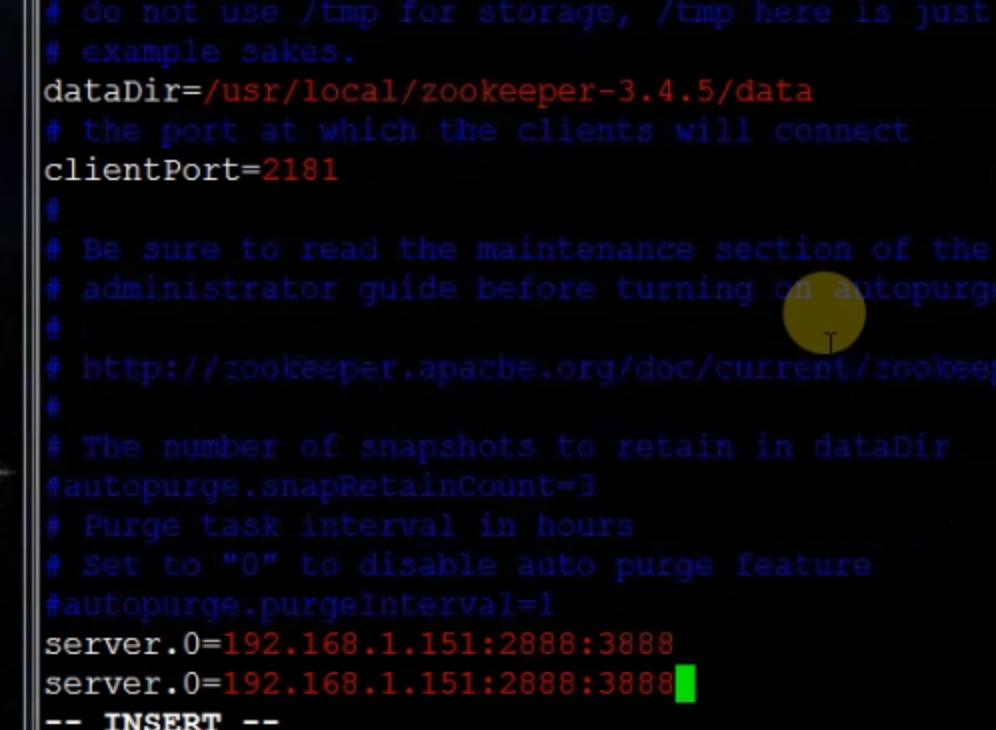 # do not use /tmp for storage, /tmp here is just
# example sakes.
dataDir=/usr/local/zookeeper-3.4.5/data
# the port at which the clients will connect
clientPort=2181
#
# Be sure to read the maintenance section of the
# administrator guide before turning on autopurge
#
# http://zookeeper.apache.org/doc/current/zookeep
#
# The number of snapshots to retain in dataDir
#autopurge.snapRetainCount=3
# Purge task interval in hours
# Set to "0" to disable auto purge feature
#autopurge.purgeInterval=1
server.0=192.168.1.151:2888:3888
server.0=192.168.1.151:2888:3888
-- INSERT --